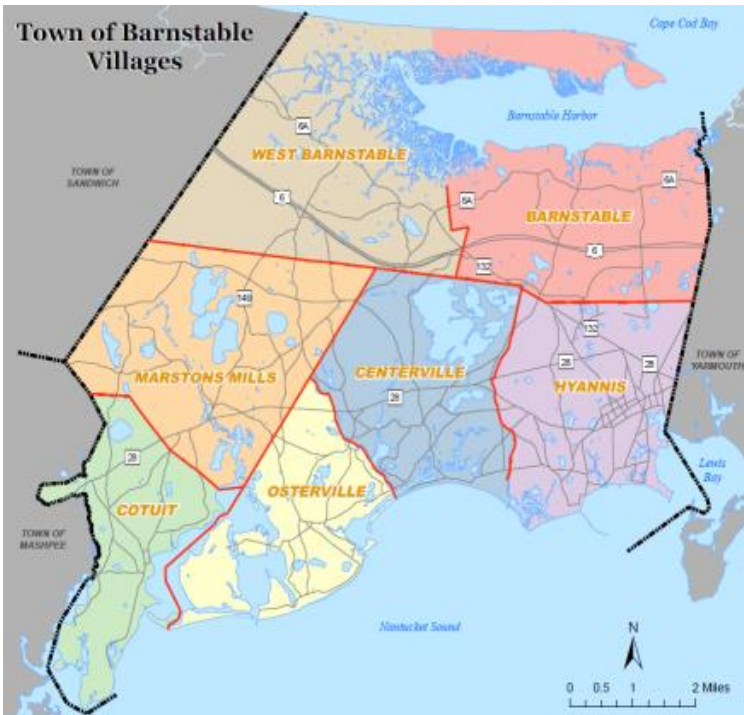 Town of Barnstable
Villages
Cape Cod Bay
Barnstable Harbor
6A
WEST BARNSTABLE
TOWN OF
SANDWICH
6A
6A
6
BARNSTABLE
6
132
149
132
TOWN OF
YARMOUTH
28
28
MARSTONS MILLS
CENTERVILLE
HYANNIS
28
28
Lewis
Bay
OSTERVILLE
COTUIT
TOWN OF
MASHPEE
Nantucket Sound
N
0 0.5 1 2 Miles